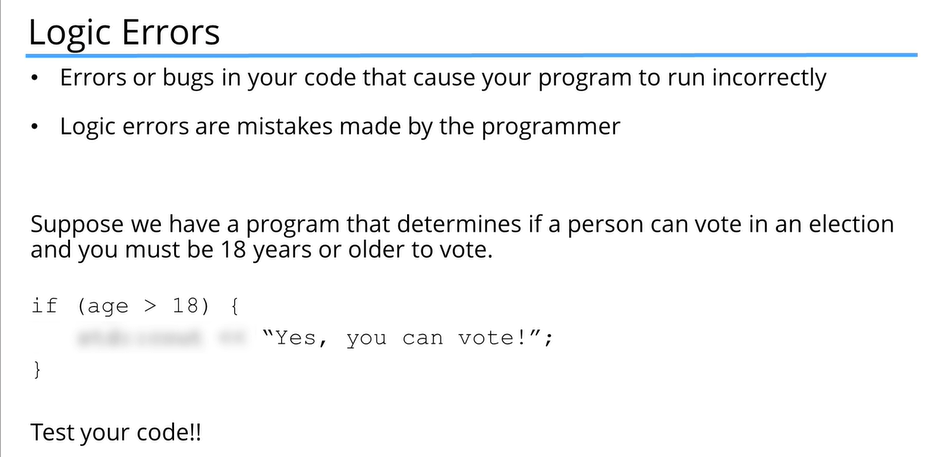 Logic Errors
• Errors or bugs in your code that cause your program to run incorrectly
• Logic errors are mistakes made by the programmer
Suppose we have a program that determines if a person can vote in an election
and you must be 18 years or older to vote.
if (age > 18) {
“Yes, you can vote!”;
}
Test your code!!